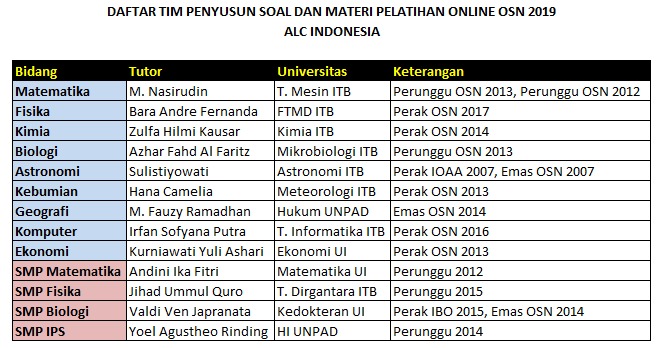 DAFTAR TIM PENYUSUN SOAL DAN MATERI PELATIHAN ONLINE OSN 2019
ALC INDONESIA
Bidang Tutor Universitas Keterangan
Matematika M. Nasirudin T. Mesin ITB Perunggu OSN 2013, Perunggu OSN 2012
Fisika Bara Andre Fernanda FTMD ITB Perak OSN 2017
Kimia Zulfa Hilmi Kausar Kimia ITB Perak OSN 2014
Biologi Azhar Fahd Al Faritz Mikrobiologi ITB Perunggu OSN 2013
Astronomi Sulistiyowati Astronomi ITB Perak IOAA 2007, Emas OSN 2007
Kebumian Hana Camelia Meteorologi ITB Perak OSN 2013
Geografi M. Fauzy Ramadhan Hukum UNPAD Emas OSN 2014
Komputer Irfan Sofyana Putra T. Informatika ITB Perak OSN 2016
Ekonomi Kurniawati Yuli Ashari Ekonomi UI Perak OSN 2013
SMP Matematika Andini Ika Fitri Matematika UI Perunggu 2012
SMP Fisika Jihad Ummul Quro T. Dirgantara ITB Perunggu 2015
SMP Biologi Valdi Ven Japranata Kedokteran UI Perak IBO 2015, Emas OSN 2014
SMP IPS Yoel Agustheo Rinding HI UNPAD Perunggu 2014